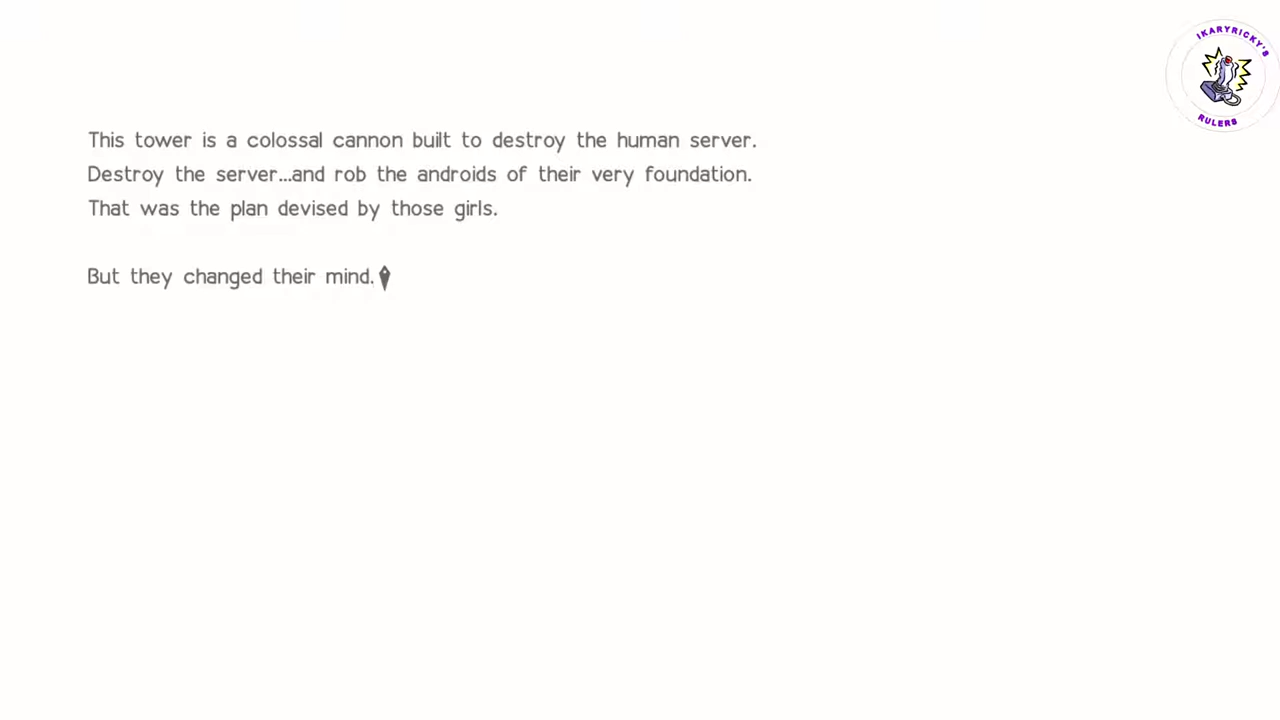 IKARYRICKY'S
RULERS
This tower is a colossal cannon built to destroy the human server.
Destroy the server...and rob the androids of their very foundation.
That was the plan devised by those girls.
But they changed their mind.